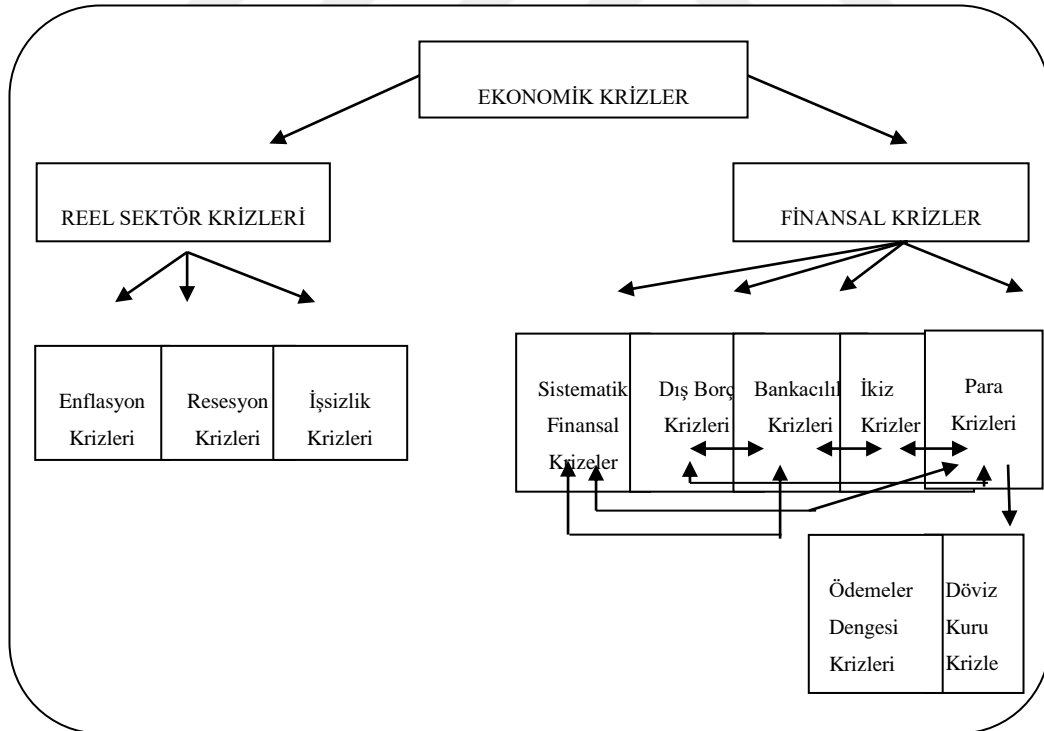 EKONOMİK KRİZLER
REEL SEKTÖR KRİZLERİ
FİNANSAL KRİZLER
Enflasyon
Krizleri
Resesyon
Krizleri
İşsizlik
Krizleri
Sistematik
Finansal
Krizeler
Dış Borç
Krizleri
Bankacılıl
Krizleri
İkiz
Krizler
Para
Krizleri
Ödemeler
Dengesi
Krizleri
Döviz
Kuru
Krizle